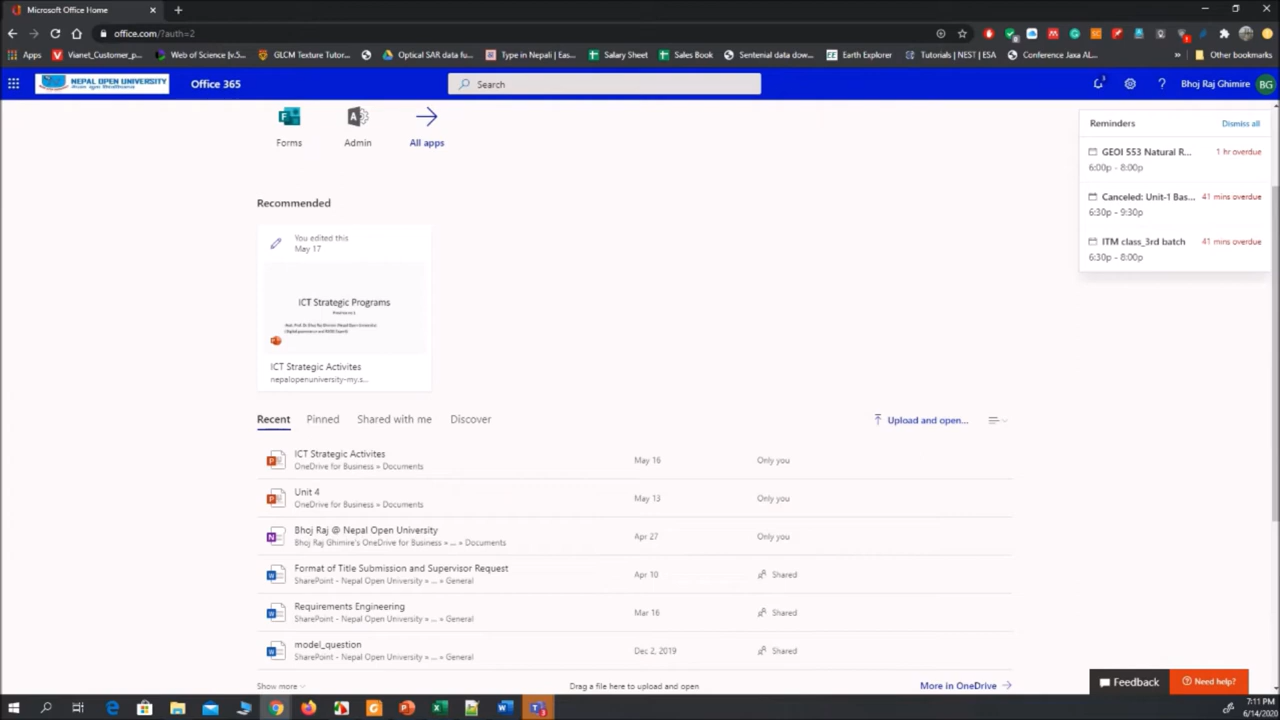 Microsoft Office Home
office.com/?auth=2
Apps
Vianet_Customer_p...
Web of Science [v.5...
GLCM Texture Tutor...
Optical SAR data fu...
Type in Nepali | Eas...
Salary Sheet
Sales Book
Sentenial data dow...
Earth Explorer
Tutorials | NEST | ESA
Conference Jaxa AL...
»
Other bookmarks
NEPAL OPEN UNIVERSITY
Office 365
Search
Bhoj Raj Ghimire
BG
Forms
Admin
All apps
Reminders
Dismiss all
GEOI 553 Natural R...
1 hr overdue
6:00p - 8:00p
Canceled: Unit-1 Bas...
41 mins overdue
6:30p - 9:30p
ITM class_3rd batch
41 mins overdue
6:30p - 8:00p
Recommended
You edited this
May 17
ICT Strategic Programs
ICT Strategic Activites
nepalopenuniversity-my.s...
Recent
Pinned
Shared with me
Discover
Upload and open...
ICT Strategic Activites
OneDrive for Business » Documents
May 16
Only you
Unit 4
OneDrive for Business » Documents
May 13
Only you
Bhoj Raj @ Nepal Open University
Bhoj Raj Ghimire's OneDrive for Business » ... » Documents
Apr 27
Only you
Format of Title Submission and Supervisor Request
SharePoint - Nepal Open University » ... » General
Apr 10
Shared
Requirements Engineering
SharePoint - Nepal Open University » ... » General
Mar 16
Shared
model_question
SharePoint - Nepal Open University » ... » General
Dec 2, 2019
Shared
Show more
Drag a file here to upload and open
More in OneDrive
Feedback
Need help?
7:11 PM
6/14/2020